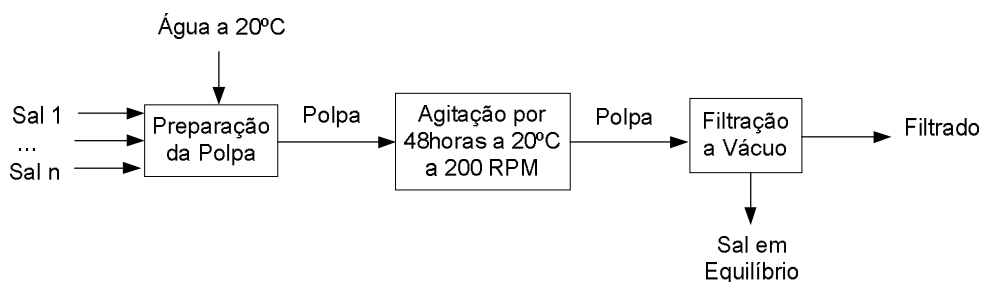 Água a 20ºC
Sal 1
...
Sal n
Preparação
da Polpa
Polpa
Agitação por
48horas a 20ºC
a 200 RPM
Polpa
Filtração
a Vácuo
Filtrado
Sal em
Equilíbrio